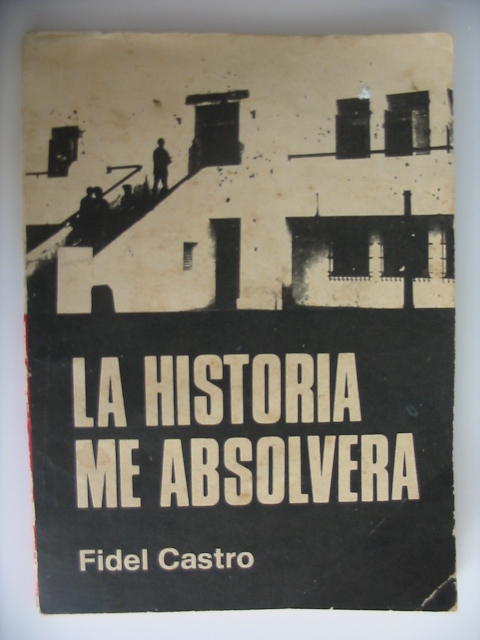 LA HISTORIA
ME ABSOLVERA
Fidel Castro